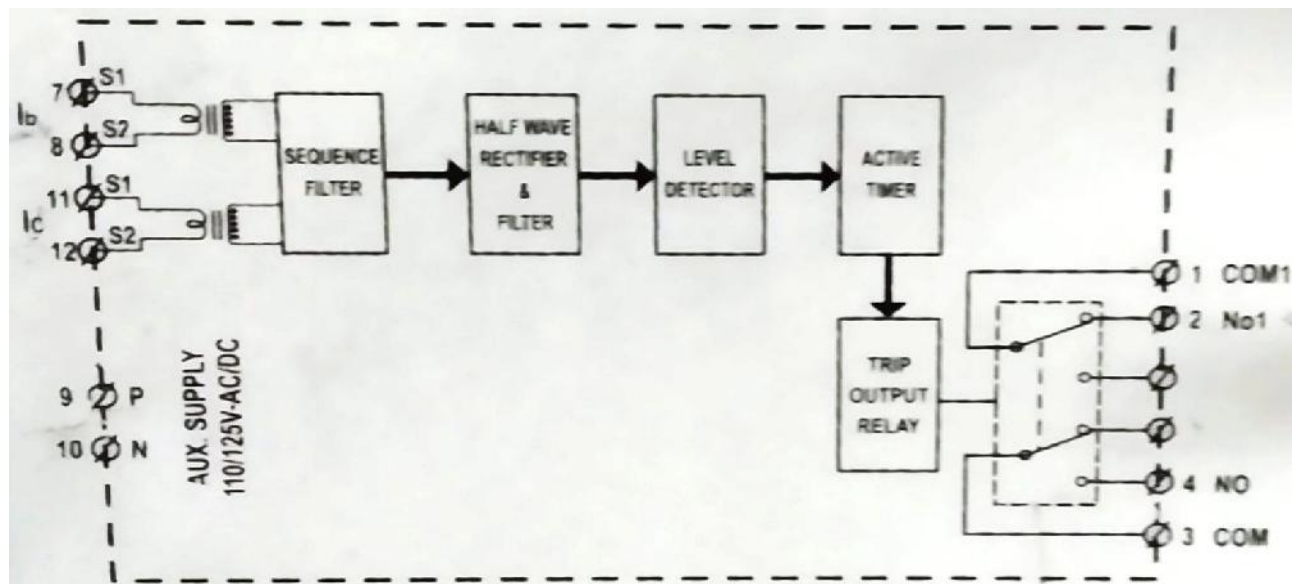 7 S1
Ib
8 S2
11 S1
Ic
12 S2
9 P
10 N
AUX. SUPPLY
110/125V-AC/DC
SEQUENCE
FILTER
HALF WAVE
RECTIFIER
&
FILTER
LEVEL
DETECTOR
ACTIVE
TIMER
TRIP
OUTPUT
RELAY
1 COM1
2 No1
4 NO
3 COM